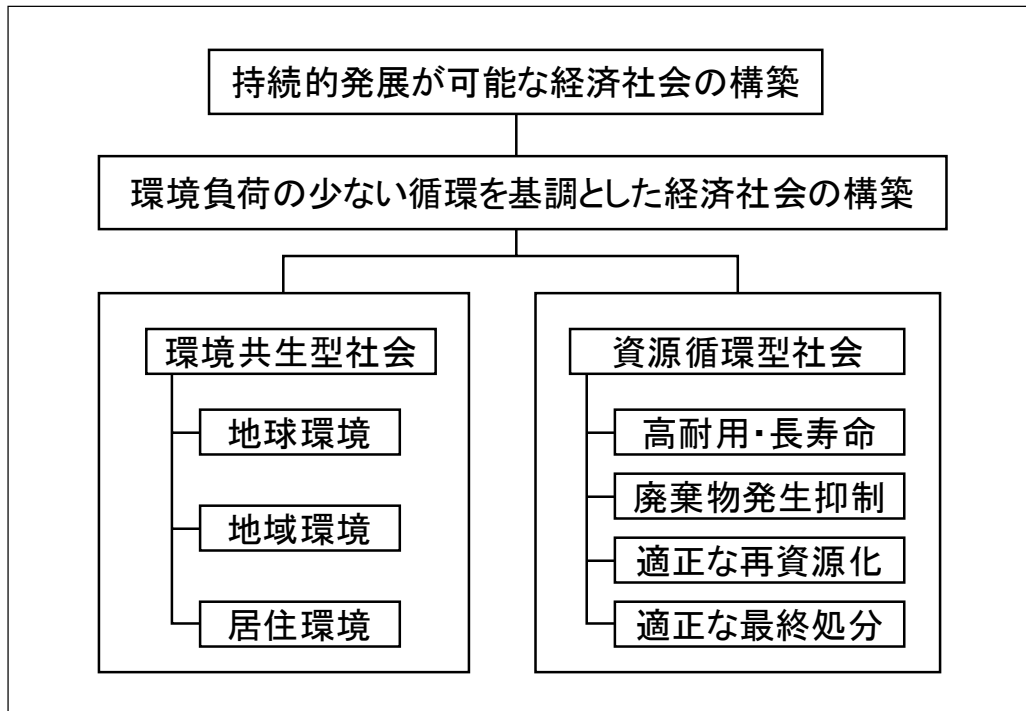 持続的発展が可能な経済社会の構築
環境負荷の少ない循環を基調とした経済社会の構築
環境共生型社会
地球環境
地域環境
居住環境
資源循環型社会
高耐用・長寿命
廃棄物発生抑制
適正な再資源化
適正な最終処分